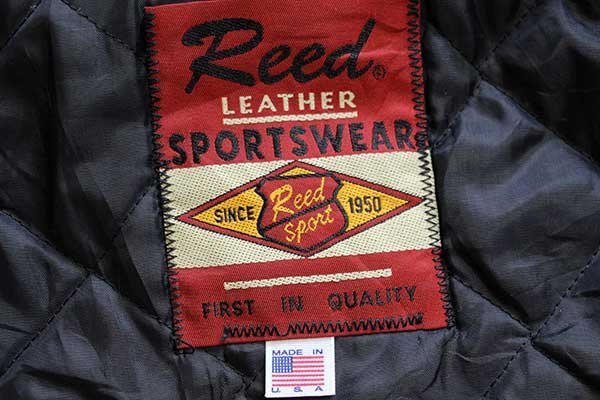 Reed®
LEATHER
SPORTSWEAR
SINCE Reed 1950
Sport
FIRST IN QUALITY
MADE IN
U.S.A